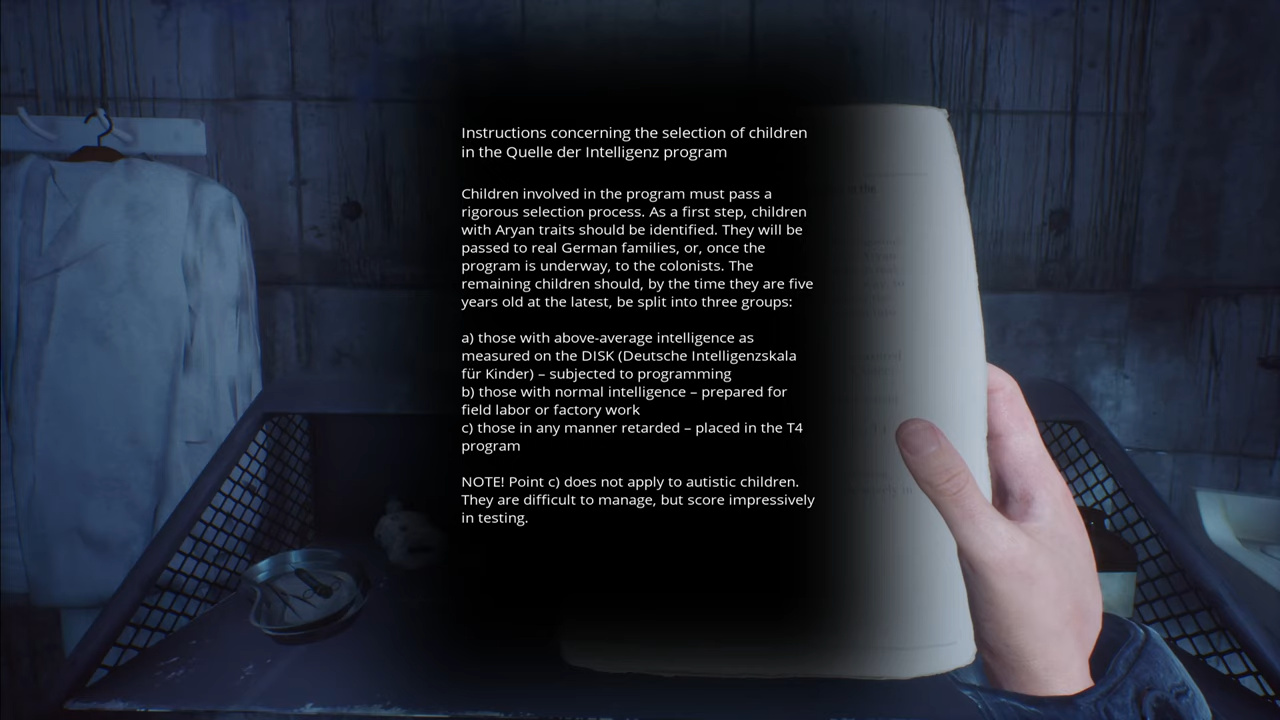 Instructions concerning the selection of children
in the Quelle der Intelligenz program
Children involved in the program must pass a
rigorous selection process. As a first step, children
with Aryan traits should be identified. They will be
passed to real German families, or, once the
program is underway, to the colonists. The
remaining children should, by the time they are five
years old at the latest, be split into three groups:
a) those with above-average intelligence as
measured on the DISK (Deutsche Intelligenzskala
für Kinder) – subjected to programming
b) those with normal intelligence – prepared for
field labor or factory work
c) those in any manner retarded – placed in the T4
program
NOTE! Point c) does not apply to autistic children.
They are difficult to manage, but score impressively
in testing.